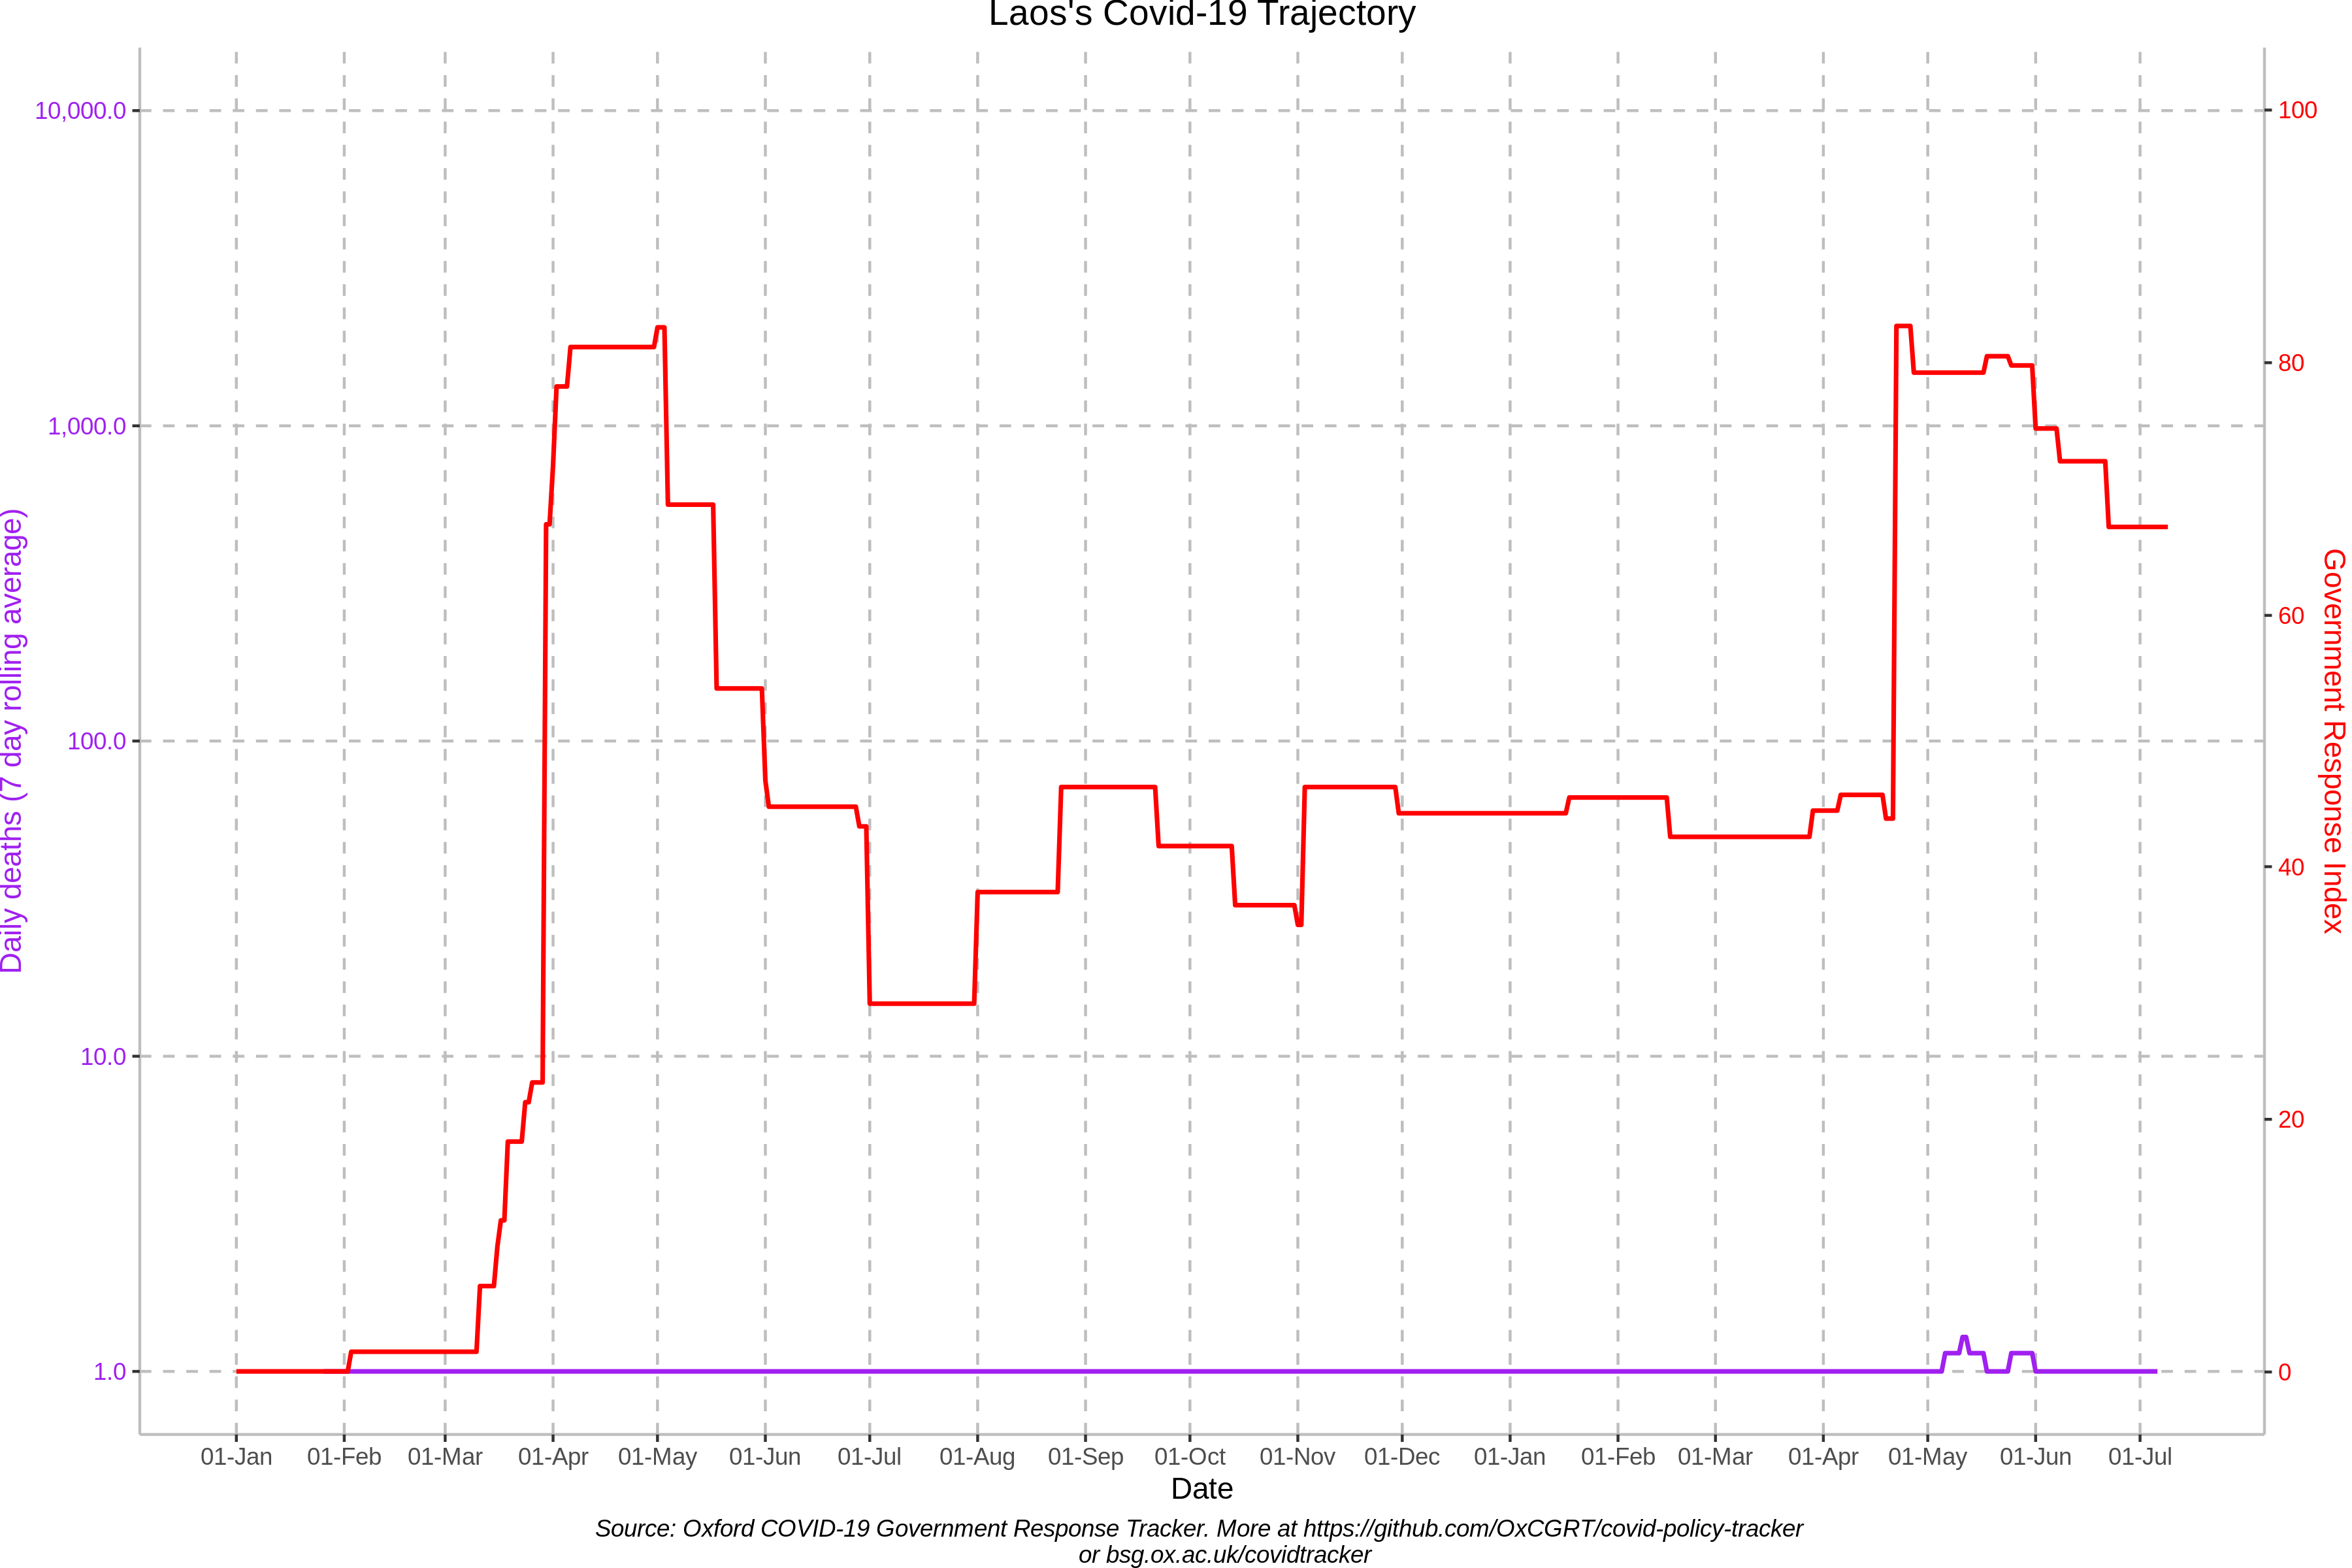 Laos's Covid-19 Trajectory
Daily deaths (7 day rolling average)
10,000.0
1,000.0
100.0
10.0
1.0
Government Response Index
100
80
60
40
20
0
01-Jan 01-Feb 01-Mar 01-Apr 01-May 01-Jun 01-Jul 01-Aug 01-Sep 01-Oct 01-Nov 01-Dec 01-Jan 01-Feb 01-Mar 01-Apr 01-May 01-Jun 01-Jul
Date
Source: Oxford COVID-19 Government Response Tracker. More at https://github.com/OxCGRT/covid-policy-tracker
or bsg.ox.ac.uk/covidtracker